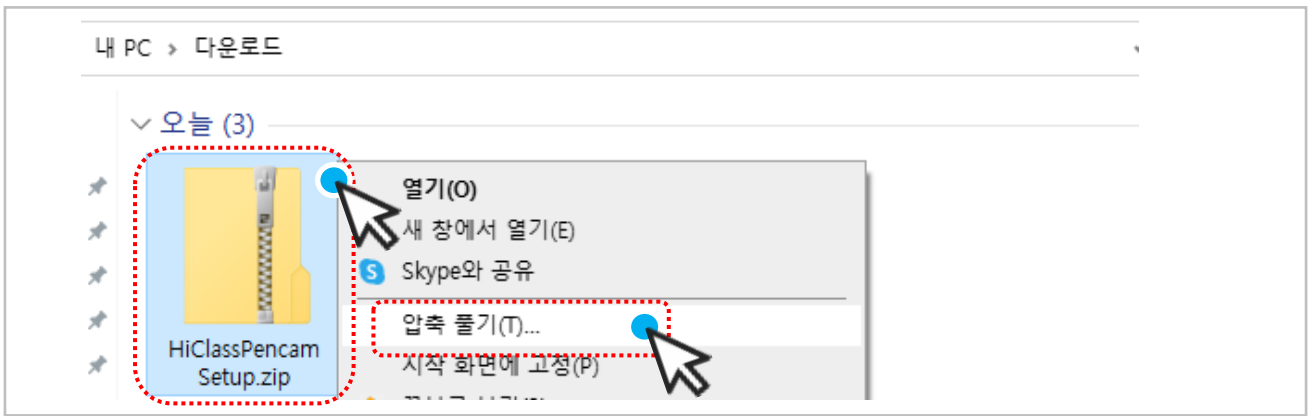 내 PC > 다운로드
오늘 (3)
HiClassPencam
Setup.zip
열기(O)
새 창에서 열기(E)
Skype와 공유
압축 풀기(T)...
시작 화면에 고정(P)